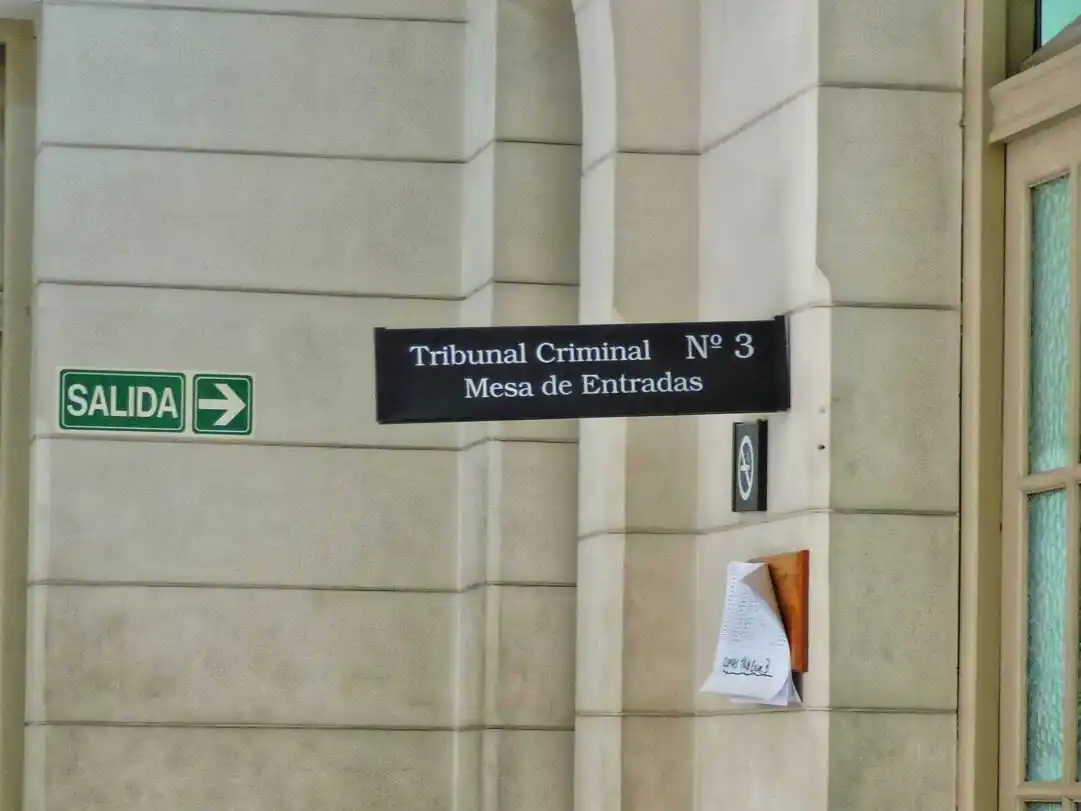 SALIDA
Tribunal Criminal Nº 3
Mesa de Entradas